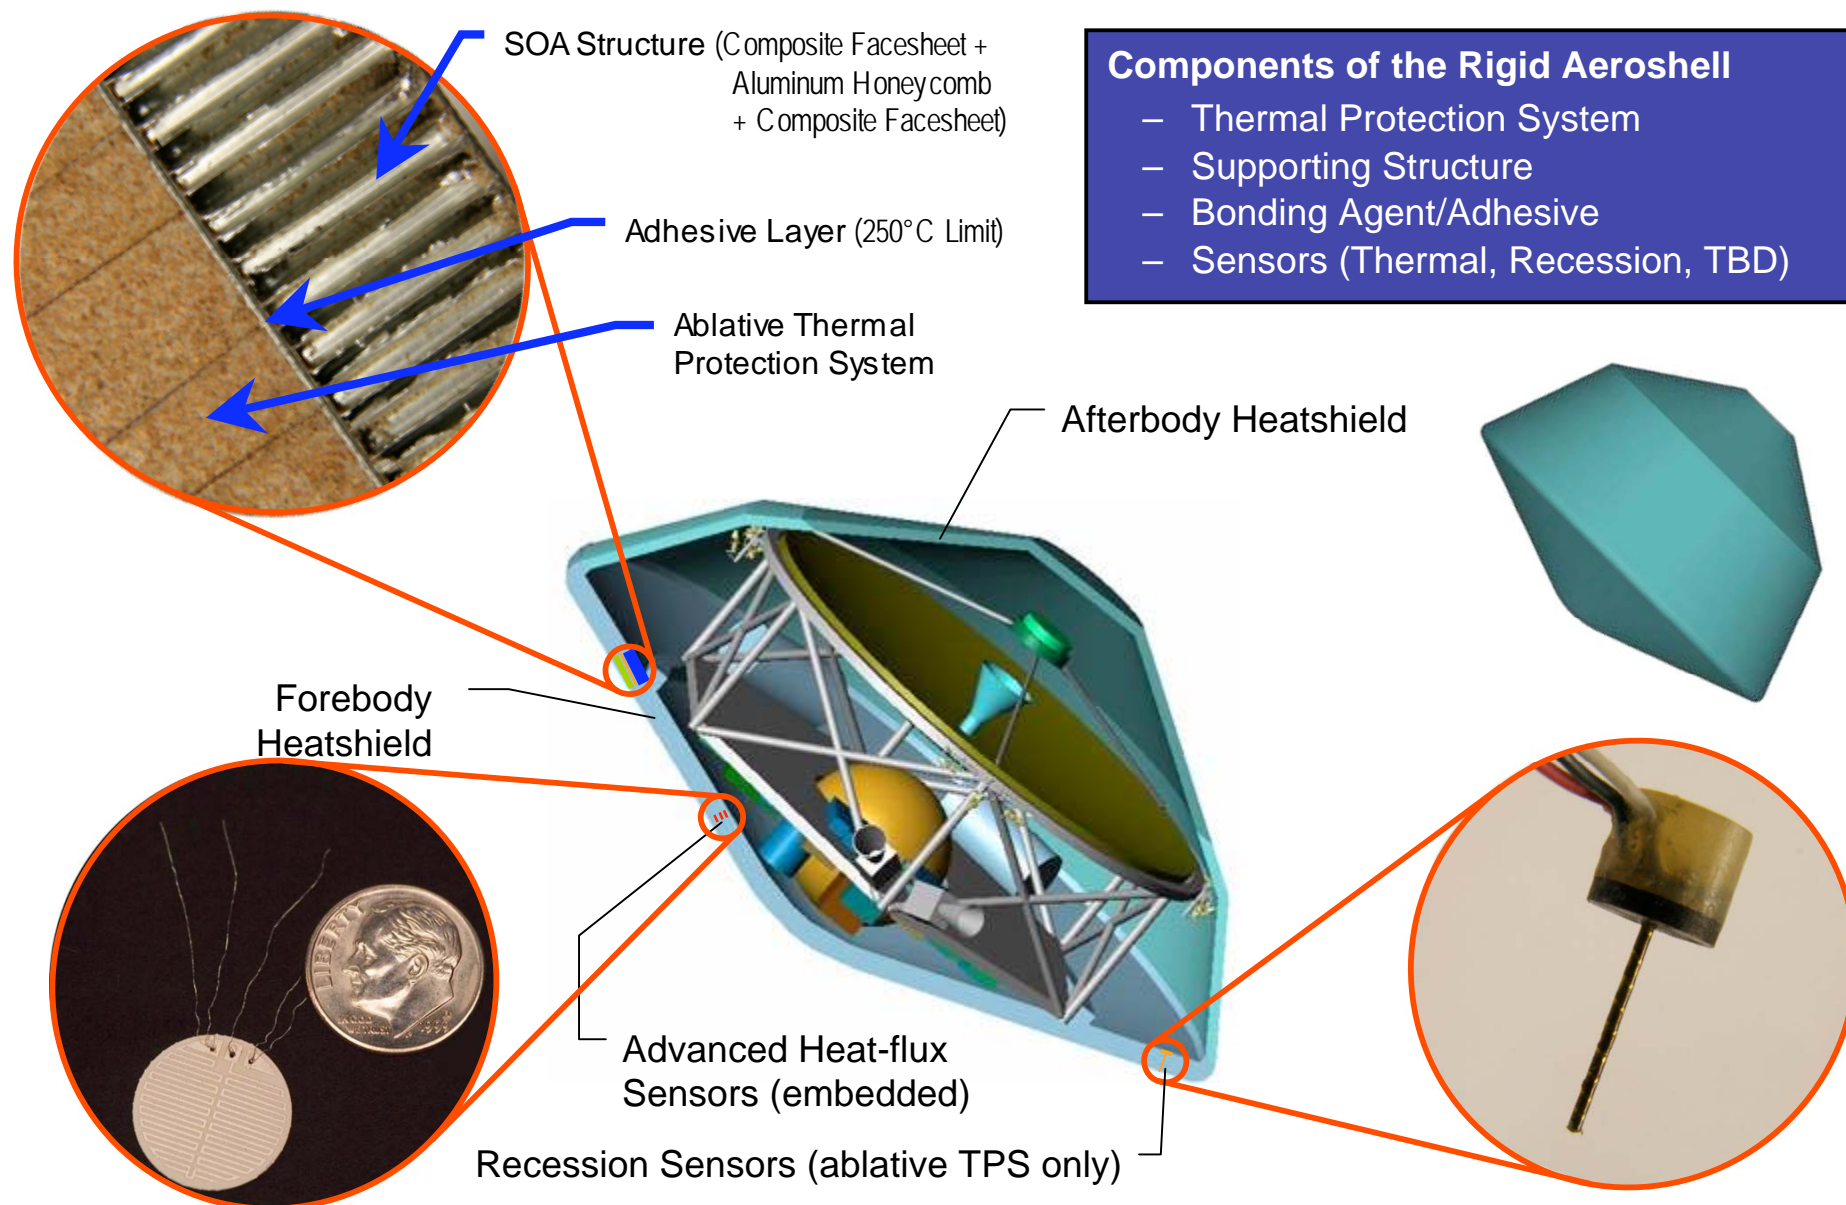 SOA Structure (Composite Facesheet +
Aluminum Honeycomb
+ Composite Facesheet)
Components of the Rigid Aeroshell
– Thermal Protection System
– Supporting Structure
– Bonding Agent/Adhesive
– Sensors (Thermal, Recession, TBD)
Adhesive Layer (250°C Limit)
Ablative Thermal
Protection System
Afterbody Heatshield
Forebody
Heatshield
LIBERTY
Advanced Heat-flux
Sensors (embedded)
Recession Sensors (ablative TPS only)